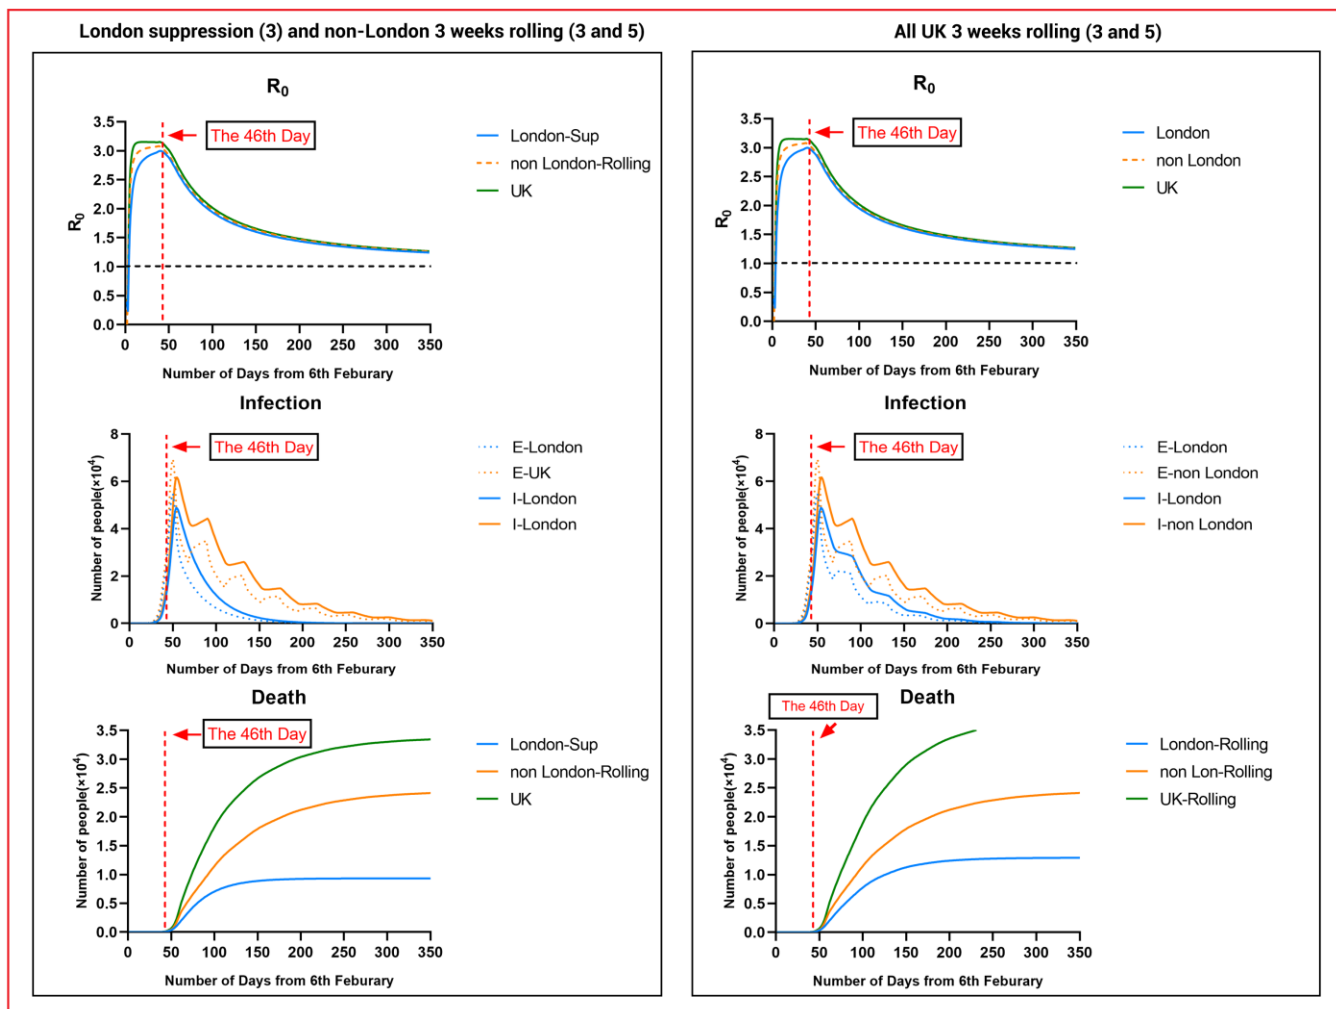 London suppression (3) and non-London 3 weeks rolling (3 and 5)
R0
3.5
3.0
2.5
2.0
1.5
1.0
0.5
0.0
R0
The 46th Day
London-Sup
non London-Rolling
UK
0 50 100 150 200 250 300 350
Number of Days from 6th Feburary
Infection
8
6
4
2
0
Number of people(×10⁴)
The 46th Day
E-London
E-UK
I-London
I-London
0 50 100 150 200 250 300 350
Number of Days from 6th Feburary
Death
3.5
3.0
2.5
2.0
1.5
1.0
0.5
0.0
Number of people(×10⁴)
The 46th Day
London-Sup
non London-Rolling
UK
0 50 100 150 200 250 300 350
Number of Days from 6th Feburary
All UK 3 weeks rolling (3 and 5)
R0
3.5
3.0
2.5
2.0
1.5
1.0
0.5
0.0
R0
The 46th Day
London
non London
UK
0 50 100 150 200 250 300 350
Number of Days from 6th Feburary
Infection
8
6
4
2
0
Number of people(×10⁴)
The 46th Day
E-London
E-non London
I-London
I-non London
0 50 100 150 200 250 300 350
Number of Days from 6th Feburary
Death
3.5
3.0
2.5
2.0
1.5
1.0
0.5
0.0
Number of people(×10⁴)
The 46th Day
London-Rolling
non Lon-Rolling
UK-Rolling
0 50 100 150 200 250 300 350
Number of Days from 6th Feburary